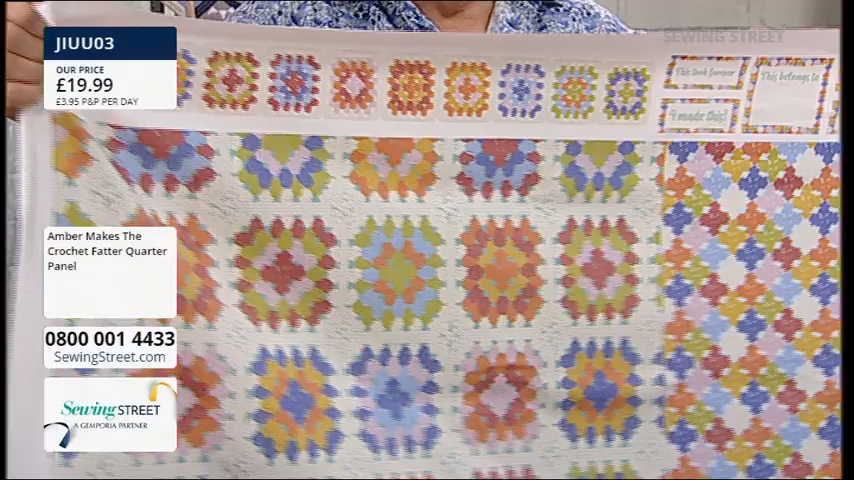 SEWING STREET
JIUU03
OUR PRICE
£19.99
£3.95 P&P PER DAY
This took forever
This belongs to
I made this!
Amber Makes The
Crochet Fatter Quarter
Panel
0800 001 4433
SewingStreet.com
Sewing STREET
A GEMPORIA PARTNER